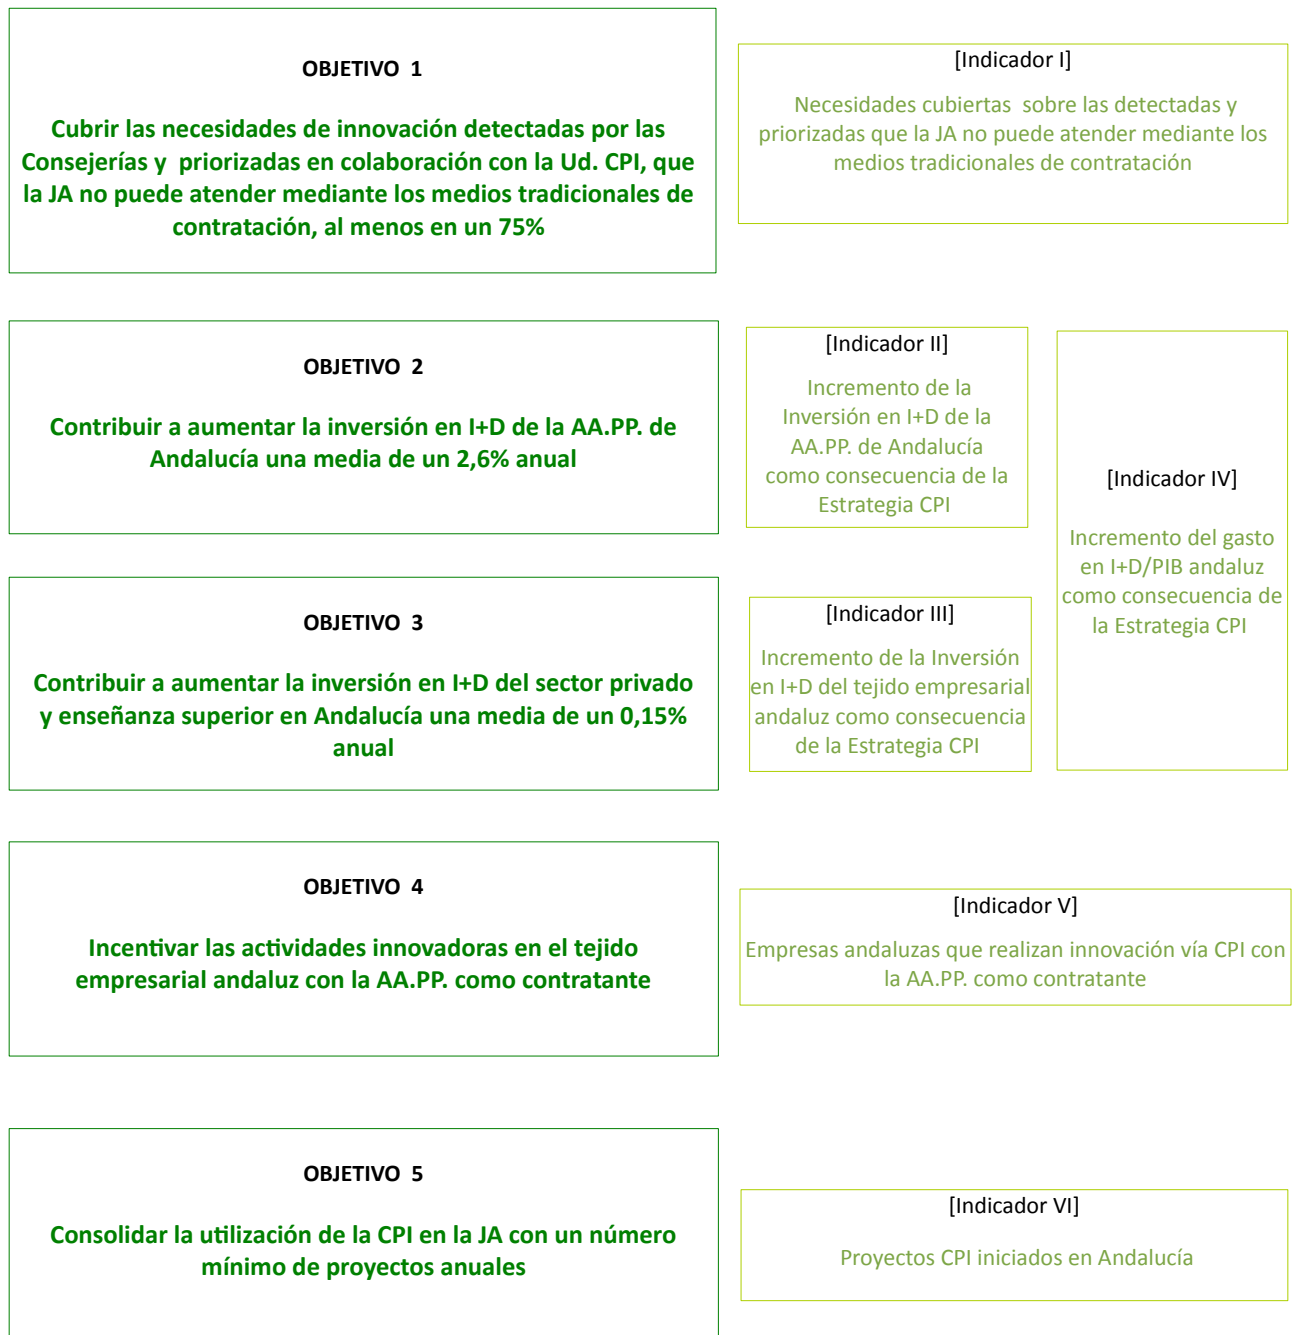 OBJETIVO 1
Cubrir las necesidades de innovación detectadas por las
Consejerías y priorizadas en colaboración con la Ud. CPI, que
la JA no puede atender mediante los medios tradicionales de
contratación, al menos en un 75%
[Indicador I]
Necesidades cubiertas sobre las detectadas y
priorizadas que la JA no puede atender mediante los
medios tradicionales de contratación
OBJETIVO 2
Contribuir a aumentar la inversión en I+D de la AA.PP. de
Andalucía una media de un 2,6% anual
[Indicador II]
Incremento de la
Inversión en I+D de la
AA.PP. de Andalucía
como consecuencia de la
Estrategia CPI
[Indicador IV]
Incremento del gasto
en I+D/PIB andaluz
como consecuencia de
la Estrategia CPI
OBJETIVO 3
Contribuir a aumentar la inversión en I+D del sector privado
y enseñanza superior en Andalucía una media de un 0,15%
anual
[Indicador III]
Incremento de la Inversión
en I+D del tejido empresarial
andaluz como consecuencia
de la Estrategia CPI
OBJETIVO 4
Incentivar las actividades innovadoras en el tejido
empresarial andaluz con la AA.PP. como contratante
[Indicador V]
Empresas andaluzas que realizan innovación vía CPI con
la AA.PP. como contratante
OBJETIVO 5
Consolidar la utilización de la CPI en la JA con un número
mínimo de proyectos anuales
[Indicador VI]
Proyectos CPI iniciados en Andalucía